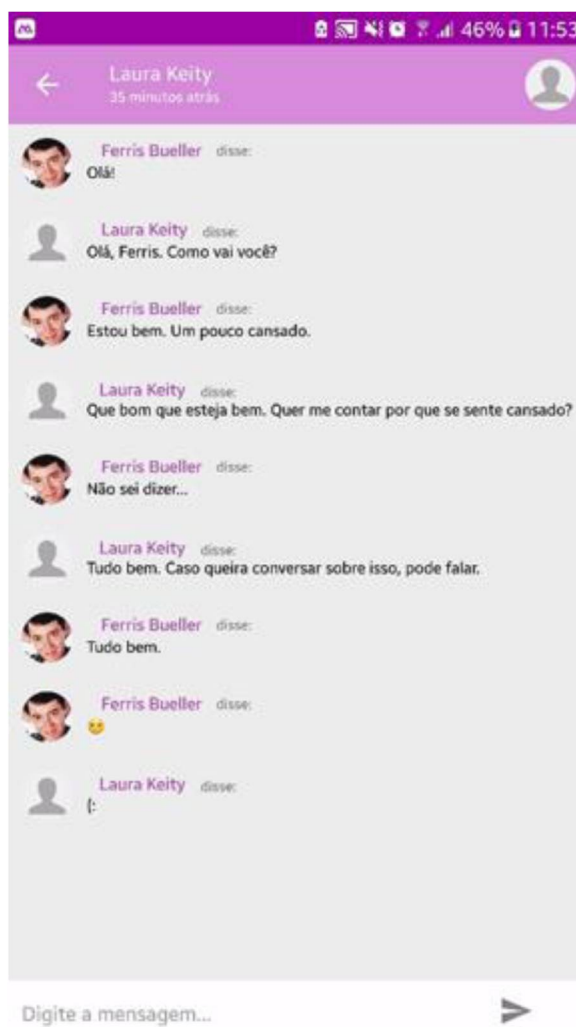 46% 11:53
Laura Keity
35 minutos atrás
Ferris Bueller disse:
Olá!
Laura Keity disse:
Olá, Ferris. Como vai você?
Ferris Bueller disse:
Estou bem. Um pouco cansado.
Laura Keity disse:
Que bom que esteja bem. Quer me contar por que se sente cansado?
Ferris Bueller disse:
Não sei dizer...
Laura Keity disse:
Tudo bem. Caso queira conversar sobre isso, pode falar.
Ferris Bueller disse:
Tudo bem.
Ferris Bueller disse:
😆
Laura Keity disse:
(:
Digite a mensagem...